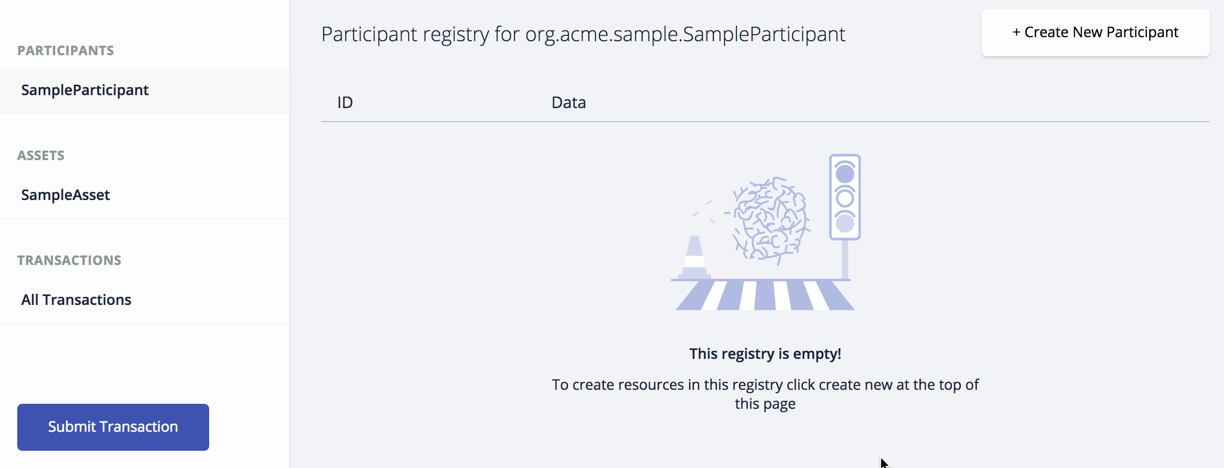 PARTICIPANTS
SampleParticipant
ASSETS
SampleAsset
TRANSACTIONS
All Transactions
Submit Transaction
Participant registry for org.acme.sample.SampleParticipant
+ Create New Participant
ID Data
This registry is empty!
To create resources in this registry click create new at the top of
this page